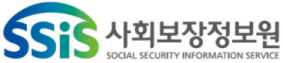 SSiS 사회보장정보원
SOCIAL SECURITY INFORMATION SERVICE